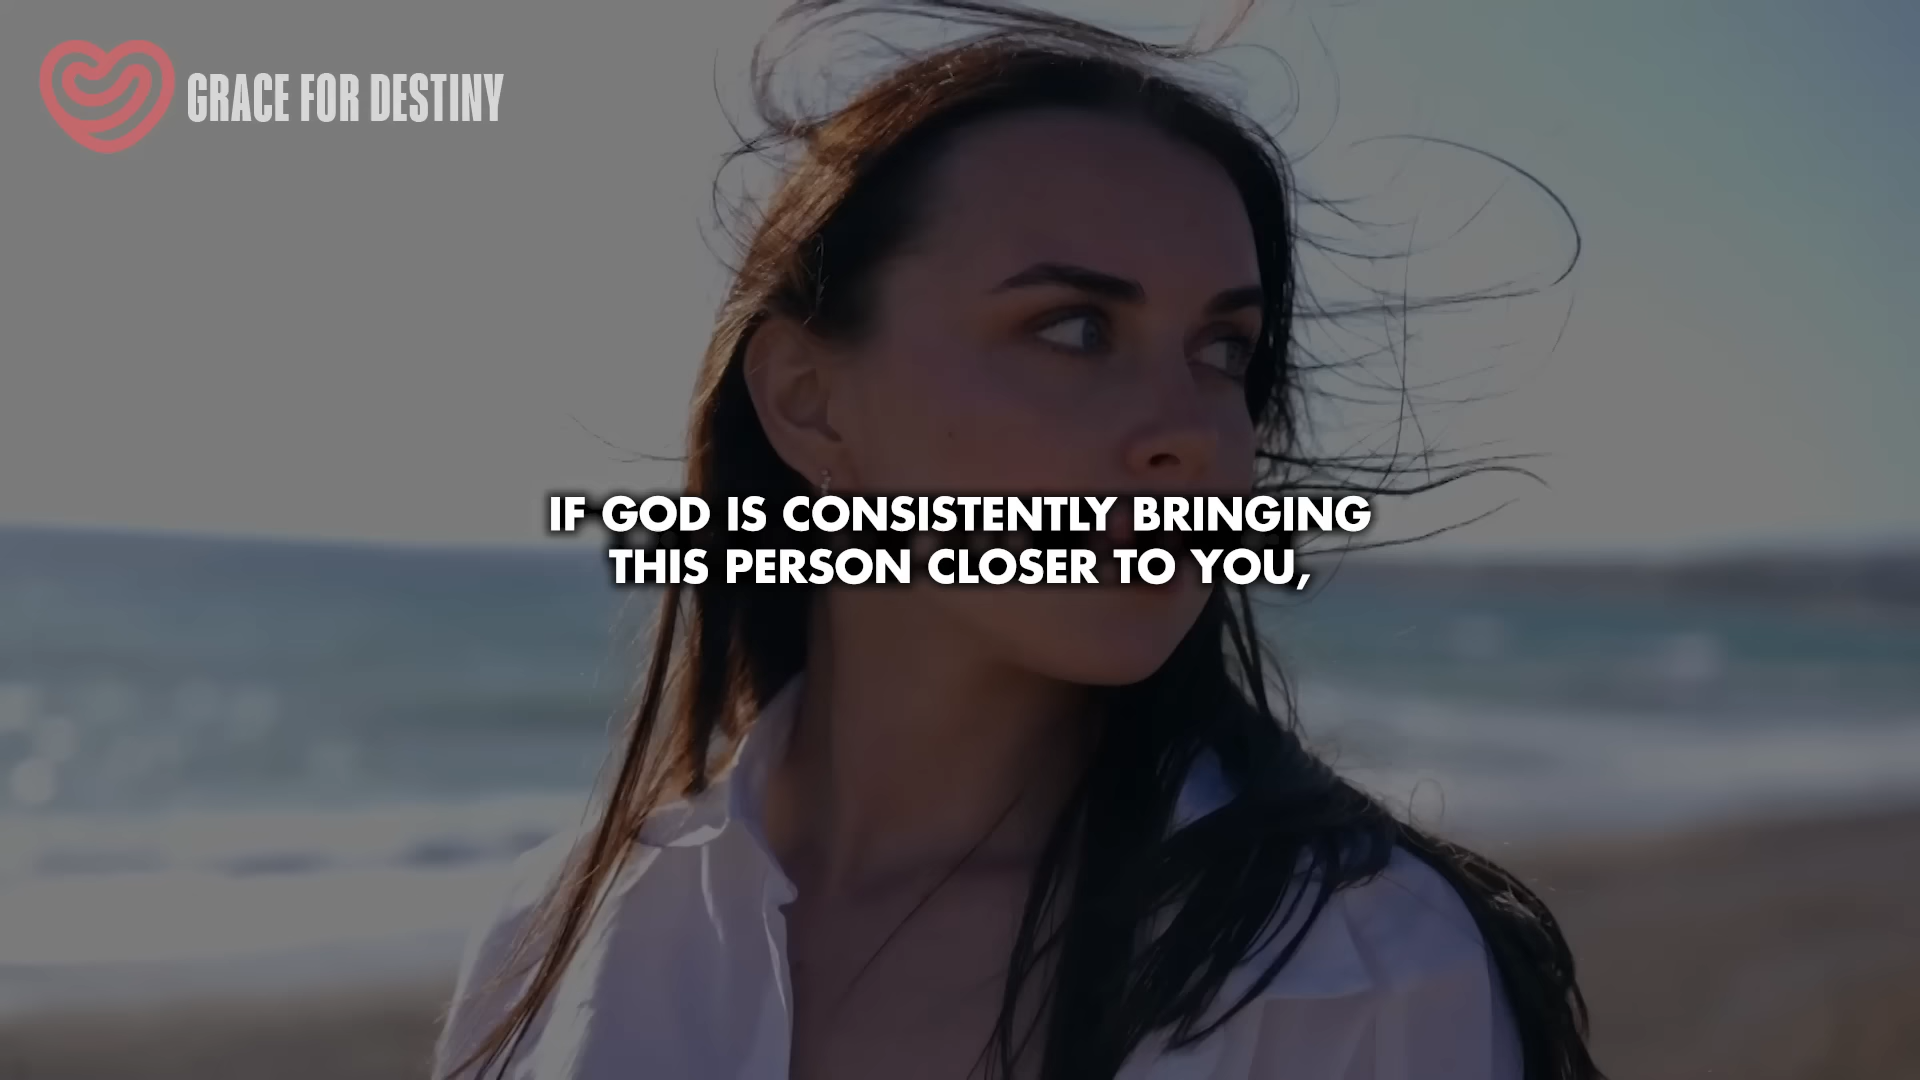 GRACE FOR DESTINY
IF GOD IS CONSISTENTLY BRINGING
THIS PERSON CLOSER TO YOU,